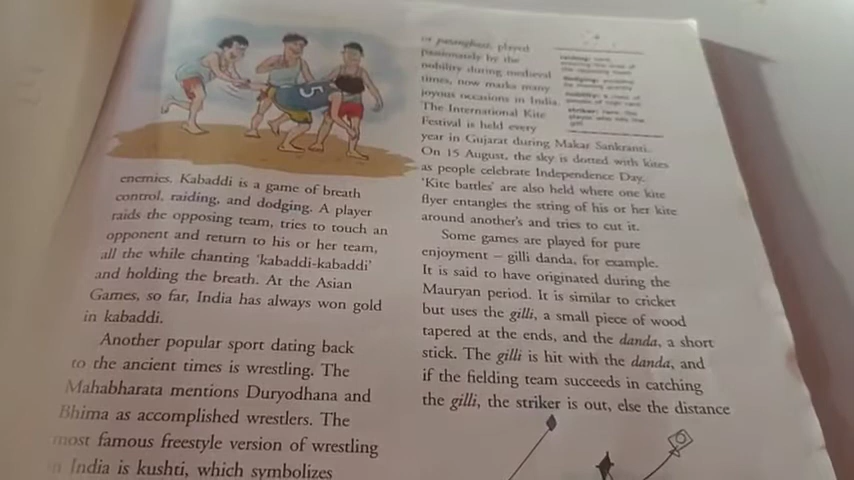 5
enemies. Kabaddi is a game of breath
control, raiding, and dodging. A player
raids the opposing team, tries to touch an
opponent and return to his or her team,
all the while chanting 'kabaddi-kabaddi'
and holding the breath. At the Asian
Games, so far, India has always won gold
in kabaddi.
Another popular sport dating back
to the ancient times is wrestling. The
Mahabharata mentions Duryodhana and
Bhima as accomplished wrestlers. The
most famous freestyle version of wrestling
India is kushti, which symbolizes
or played
passionately by the
nobility during medieval
times, now marks many
joyous occasions in India.
The International Kite
Festival is held every
year in Gujarat during Makar Sankranti.
On 15 August, the sky is dotted with kites
as people celebrate Independence Day.
'Kite battles' are also held where one kite
flyer entangles the string of his or her kite
around another's and tries to cut it.
Some games are played for pure
enjoyment – gilli danda, for example.
It is said to have originated during the
Mauryan period. It is similar to cricket
but uses the gilli, a small piece of wood
tapered at the ends, and the danda, a short
stick. The gilli is hit with the danda, and
if the fielding team succeeds in catching
the gilli, the striker is out, else the distance